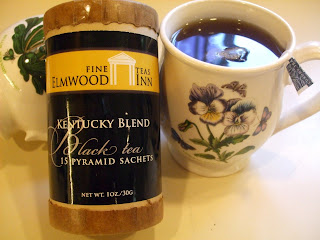 FINE TEAS
ELMWOOD INN
KENTUCKY BLEND
Black tea
15 PYRAMID SACHETS
NET WT. 1OZ./30G